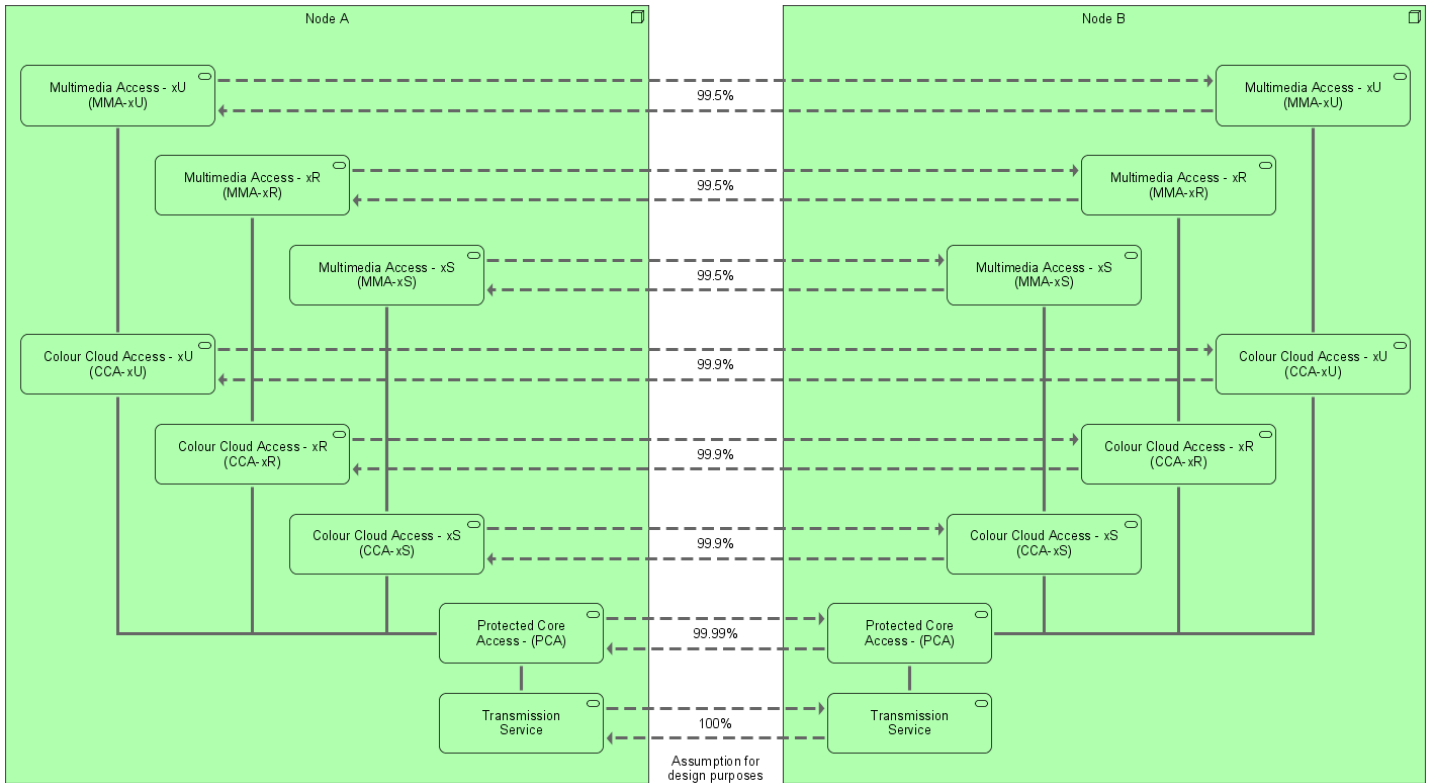 Node A
Node B
Multimedia Access - xU
(MMA-xU)
99.5%
Multimedia Access - xU
(MMA-xU)
Multimedia Access - xR
(MMA-xR)
99.5%
Multimedia Access - xR
(MMA-xR)
Multimedia Access - xS
(MMA-xS)
99.5%
Multimedia Access - xS
(MMA-xS)
Colour Cloud Access - xU
(CCA-xU)
99.9%
Colour Cloud Access - xU
(CCA-xU)
Colour Cloud Access - xR
(CCA-xR)
99.9%
Colour Cloud Access - xR
(CCA-xR)
Colour Cloud Access - xS
(CCA-xS)
99.9%
Colour Cloud Access - xS
(CCA-xS)
Protected Core
Access - (PCA)
99.99%
Protected Core
Access - (PCA)
Transmission
Service
100%
Transmission
Service
Assumption for
design purposes